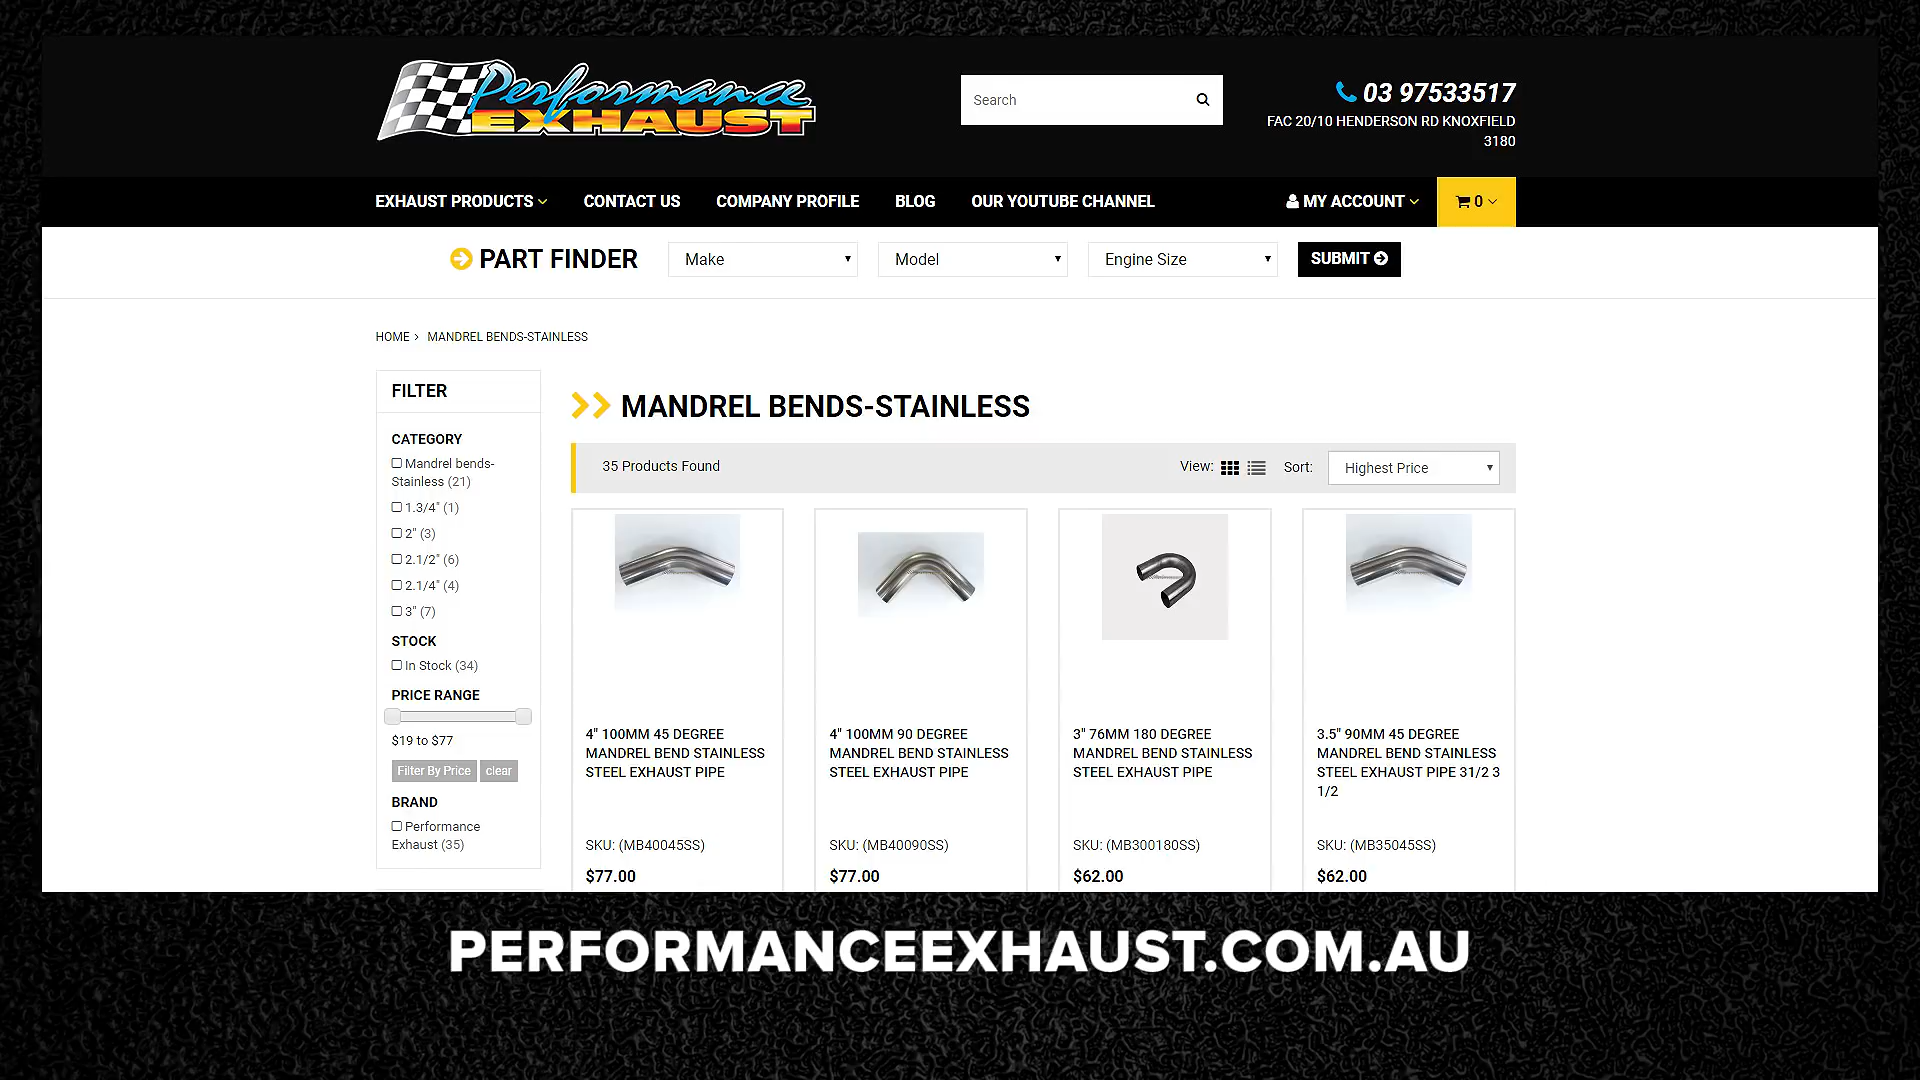 Performance
EXHAUST
Search
03 97533517
FAC 20/10 HENDERSON RD KNOXFIELD
3180
EXHAUST PRODUCTS
CONTACT US
COMPANY PROFILE
BLOG
OUR YOUTUBE CHANNEL
MY ACCOUNT
0
PART FINDER
Make
Model
Engine Size
SUBMIT
HOME › MANDREL BENDS-STAINLESS
FILTER
CATEGORY
Mandrel bends-
Stainless (21)
1.3/4" (1)
2" (3)
2.1/2" (6)
2.1/4" (4)
3" (7)
STOCK
In Stock (34)
PRICE RANGE
$19 to $77
Filter By Price
clear
BRAND
Performance
Exhaust (35)
MANDREL BENDS-STAINLESS
35 Products Found
View:
Sort:
Highest Price
4" 100MM 45 DEGREE
MANDREL BEND STAINLESS
STEEL EXHAUST PIPE
SKU: (MB40045SS)
$77.00
4" 100MM 90 DEGREE
MANDREL BEND STAINLESS
STEEL EXHAUST PIPE
SKU: (MB40090SS)
$77.00
3" 76MM 180 DEGREE
MANDREL BEND STAINLESS
STEEL EXHAUST PIPE
SKU: (MB300180SS)
$62.00
3.5" 90MM 45 DEGREE
MANDREL BEND STAINLESS
STEEL EXHAUST PIPE 31/2 3
1/2
SKU: (MB35045SS)
$62.00
PERFORMANCEEXHAUST.COM.AU